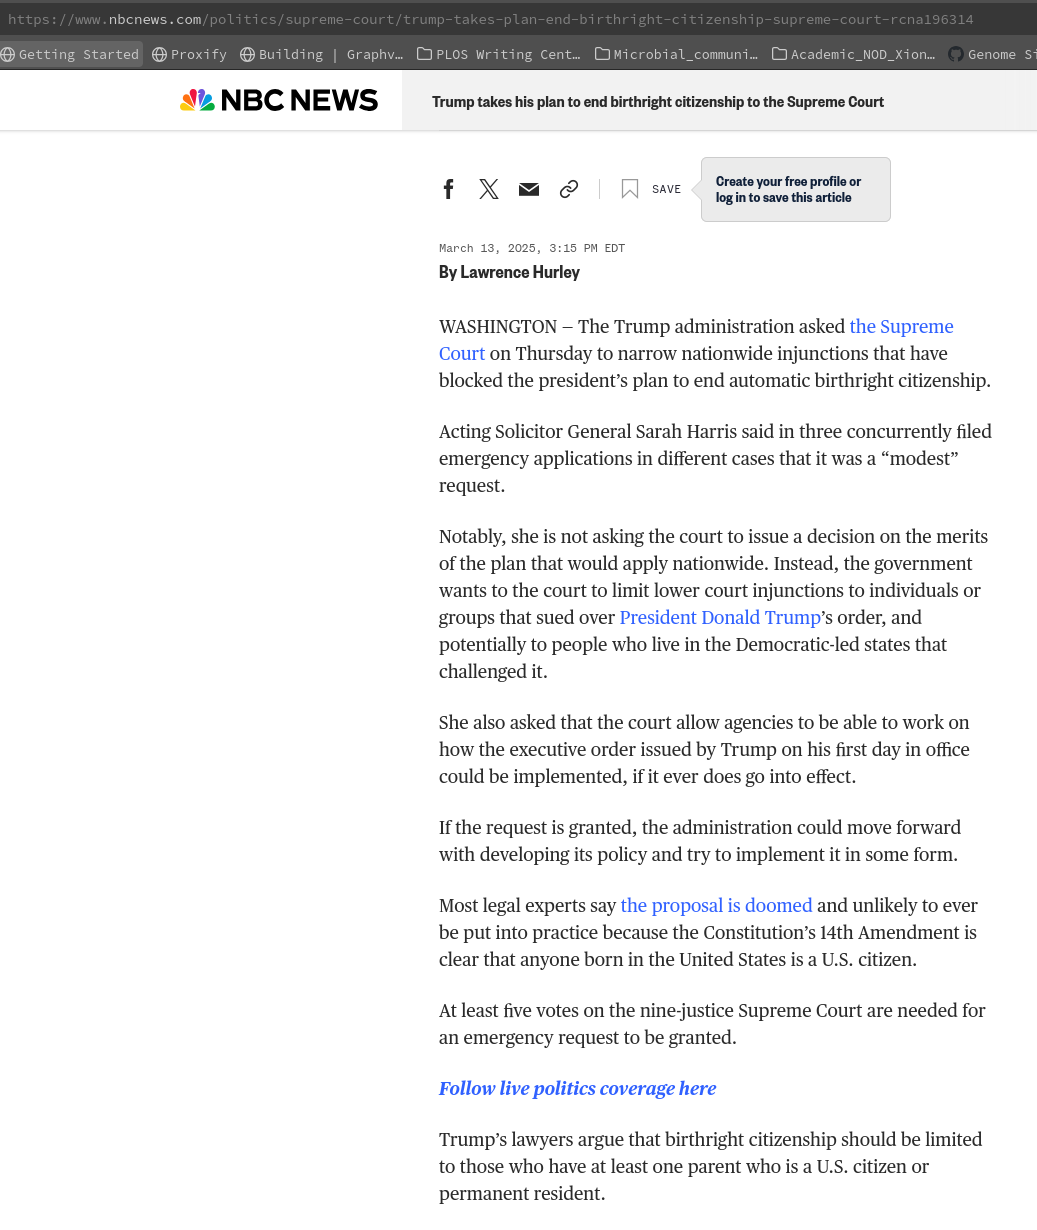 https://www.nbcnews.com/politics/supreme-court/trump-takes-plan-end-birthright-citizenship-supreme-court-rcna196314
Getting Started Proxify Building | Graphv… PLOS Writing Cent… Microbial_communi… Academic_NOD_Xion… Genome
NBC NEWS
Trump takes his plan to end birthright citizenship to the Supreme Court
SAVE
Create your free profile or
log in to save this article
March 13, 2025, 3:15 PM EDT
By Lawrence Hurley
WASHINGTON — The Trump administration asked the Supreme
Court on Thursday to narrow nationwide injunctions that have
blocked the president’s plan to end automatic birthright citizenship.
Acting Solicitor General Sarah Harris said in three concurrently filed
emergency applications in different cases that it was a “modest”
request.
Notably, she is not asking the court to issue a decision on the merits
of the plan that would apply nationwide. Instead, the government
wants to the court to limit lower court injunctions to individuals or
groups that sued over President Donald Trump’s order, and
potentially to people who live in the Democratic-led states that
challenged it.
She also asked that the court allow agencies to be able to work on
how the executive order issued by Trump on his first day in office
could be implemented, if it ever does go into effect.
If the request is granted, the administration could move forward
with developing its policy and try to implement it in some form.
Most legal experts say the proposal is doomed and unlikely to ever
be put into practice because the Constitution’s 14th Amendment is
clear that anyone born in the United States is a U.S. citizen.
At least five votes on the nine-justice Supreme Court are needed for
an emergency request to be granted.
Follow live politics coverage here
Trump’s lawyers argue that birthright citizenship should be limited
to those who have at least one parent who is a U.S. citizen or
permanent resident.